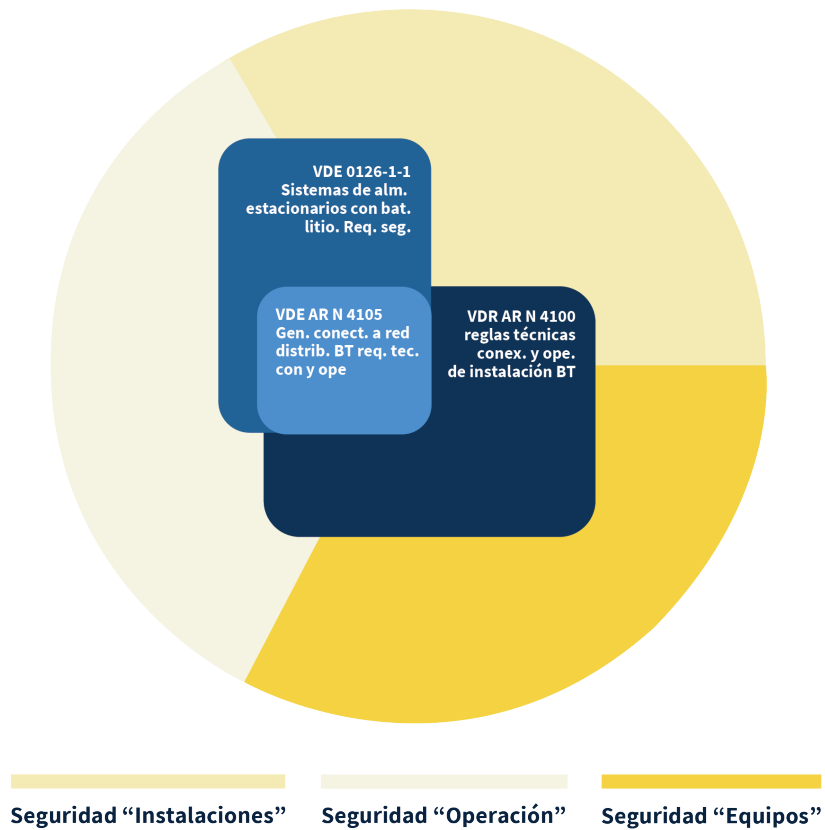 VDE 0126-1-1
Sistemas de alm.
estacionarios con bat.
litio. Req. seg.
VDE AR N 4105
Gen. conect. a red
distrib. BT req. tec.
con y ope
VDR AR N 4100
reglas técnicas
conex. y ope.
de instalación BT
Seguridad “Instalaciones”
Seguridad “Operación”
Seguridad “Equipos”